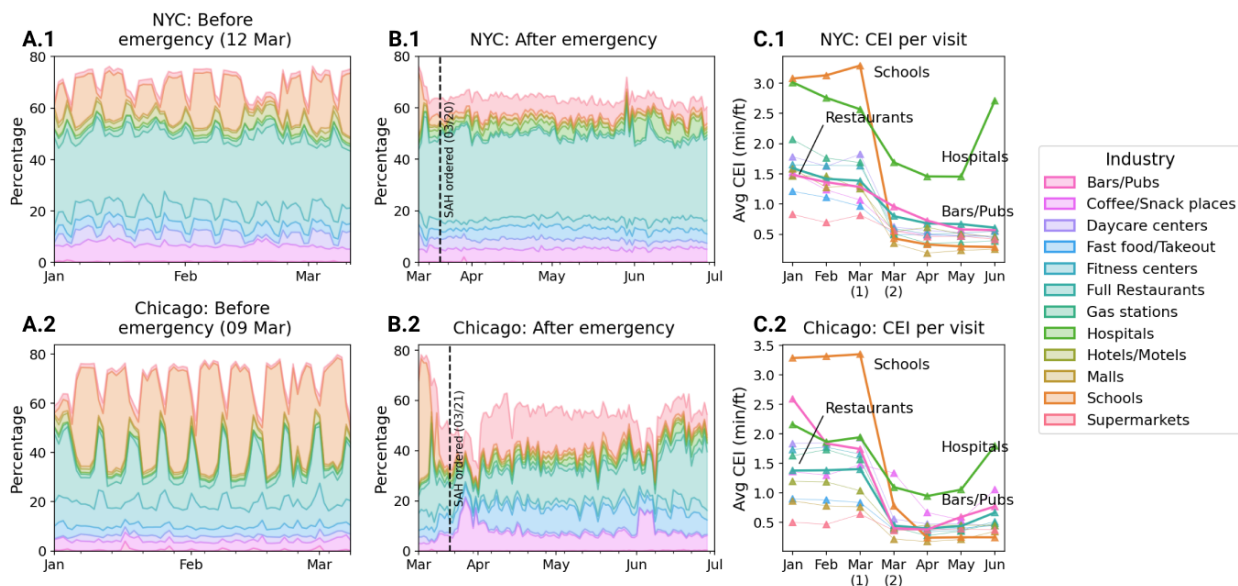 A.1
NYC: Before
emergency (12 Mar)
Percentage
80
60
40
20
0
Jan
Feb
Mar
B.1
NYC: After emergency
Percentage
80
60
40
20
0
SAH ordered (03/20)
Mar
Apr
May
Jun
Jul
C.1
NYC: CEI per visit
Avg CEI (min/ft)
3.0
2.5
2.0
1.5
1.0
0.5
Schools
Restaurants
Hospitals
Bars/Pubs
Jan
Feb
Mar
(1)
Mar
(2)
Apr
May
Jun
A.2
Chicago: Before
emergency (09 Mar)
Percentage
80
60
40
20
0
Jan
Feb
Mar
B.2
Chicago: After emergency
Percentage
80
60
40
20
0
SAH ordered (03/21)
Mar
Apr
May
Jun
Jul
C.2
Chicago: CEI per visit
Avg CEI (min/ft)
3.5
3.0
2.5
2.0
1.5
1.0
0.5
Schools
Restaurants
Hospitals
Bars/Pubs
Jan
Feb
Mar
(1)
Mar
(2)
Apr
May
Jun
Industry
Bars/Pubs
Coffee/Snack places
Daycare centers
Fast food/Takeout
Fitness centers
Full Restaurants
Gas stations
Hospitals
Hotels/Motels
Malls
Schools
Supermarkets